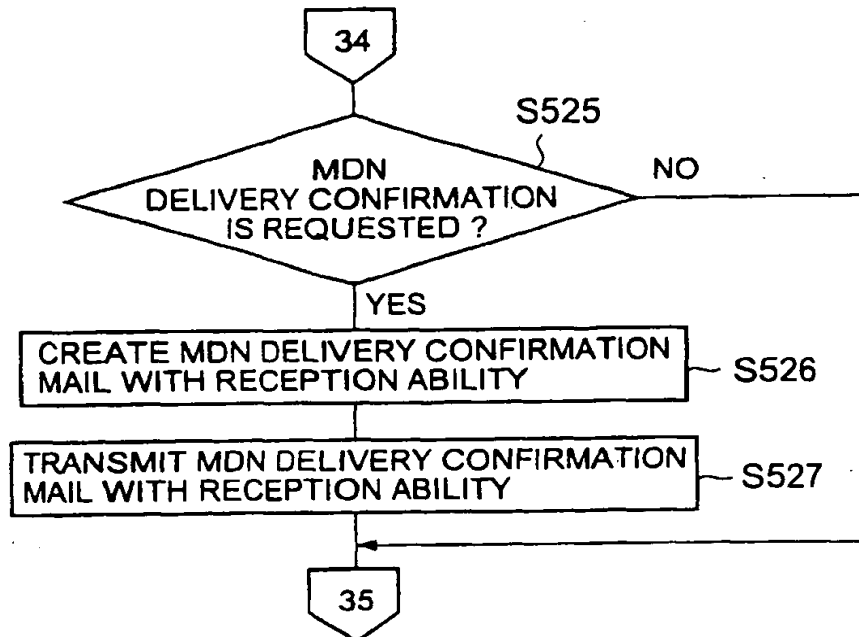 34
S525
MDN
DELIVERY CONFIRMATION
IS REQUESTED ?
NO
YES
CREATE MDN DELIVERY CONFIRMATION
MAIL WITH RECEPTION ABILITY
S526
TRANSMIT MDN DELIVERY CONFIRMATION
MAIL WITH RECEPTION ABILITY
S527
35